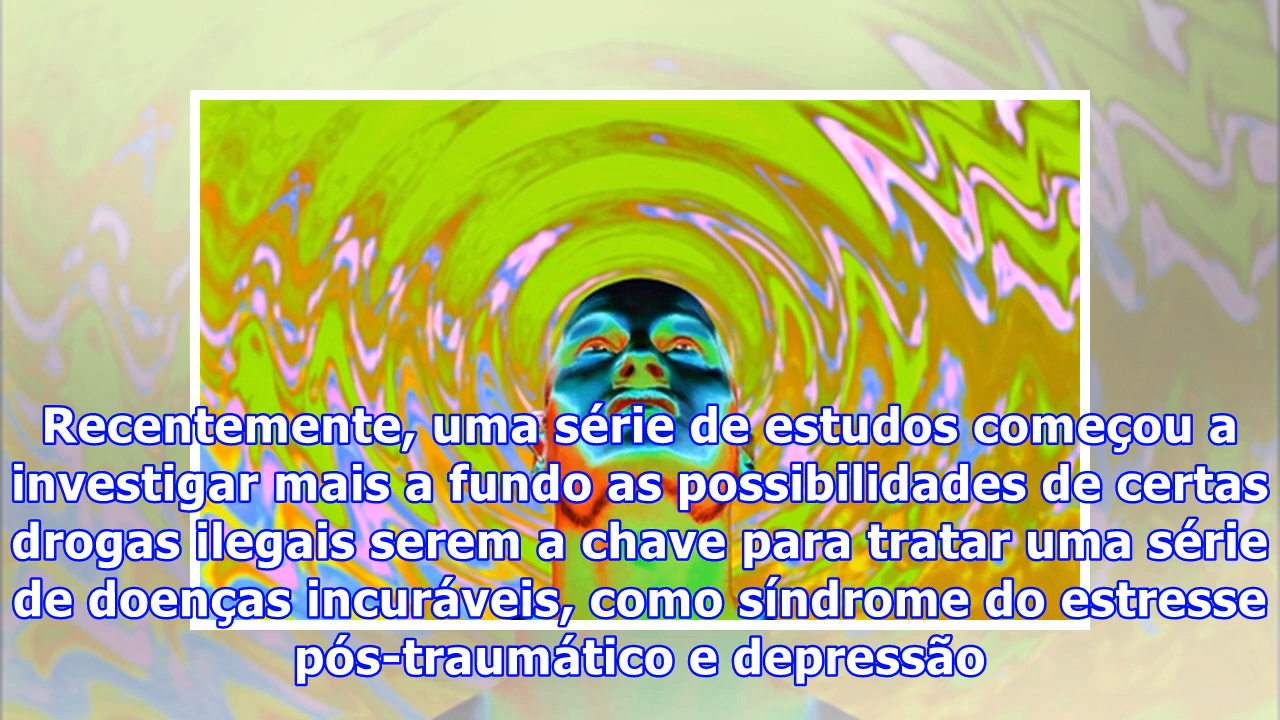 Recentemente, uma série de estudos começou a
investigar mais a fundo as possibilidades de certas
drogas ilegais serem a chave para tratar uma série
de doenças incuráveis, como síndrome do estresse
pós-traumático e depressão